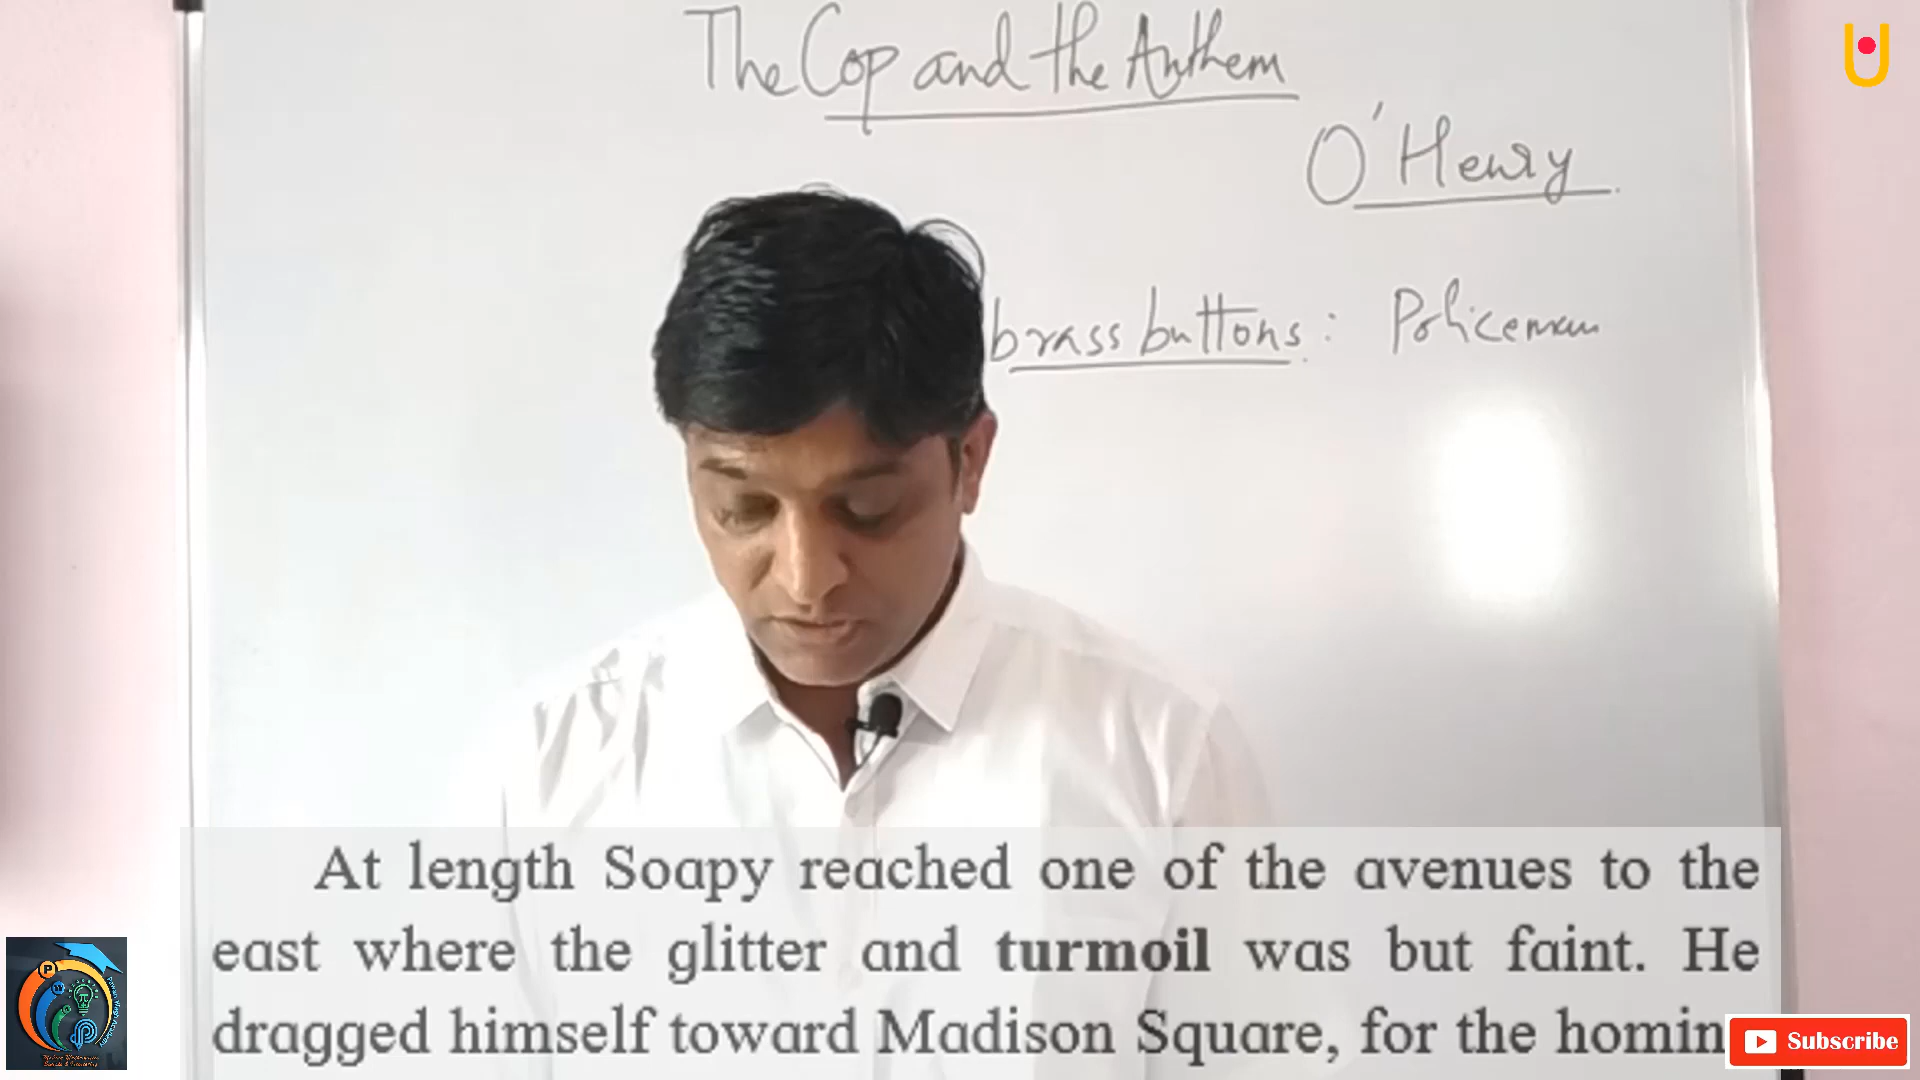 The Cop and the Anthem
O'Henry
brass buttons: Policeman
At length Soapy reached one of the avenues to the
east where the glitter and turmoil was but faint. He
dragged himself toward Madison Square, for the homin
Subscribe